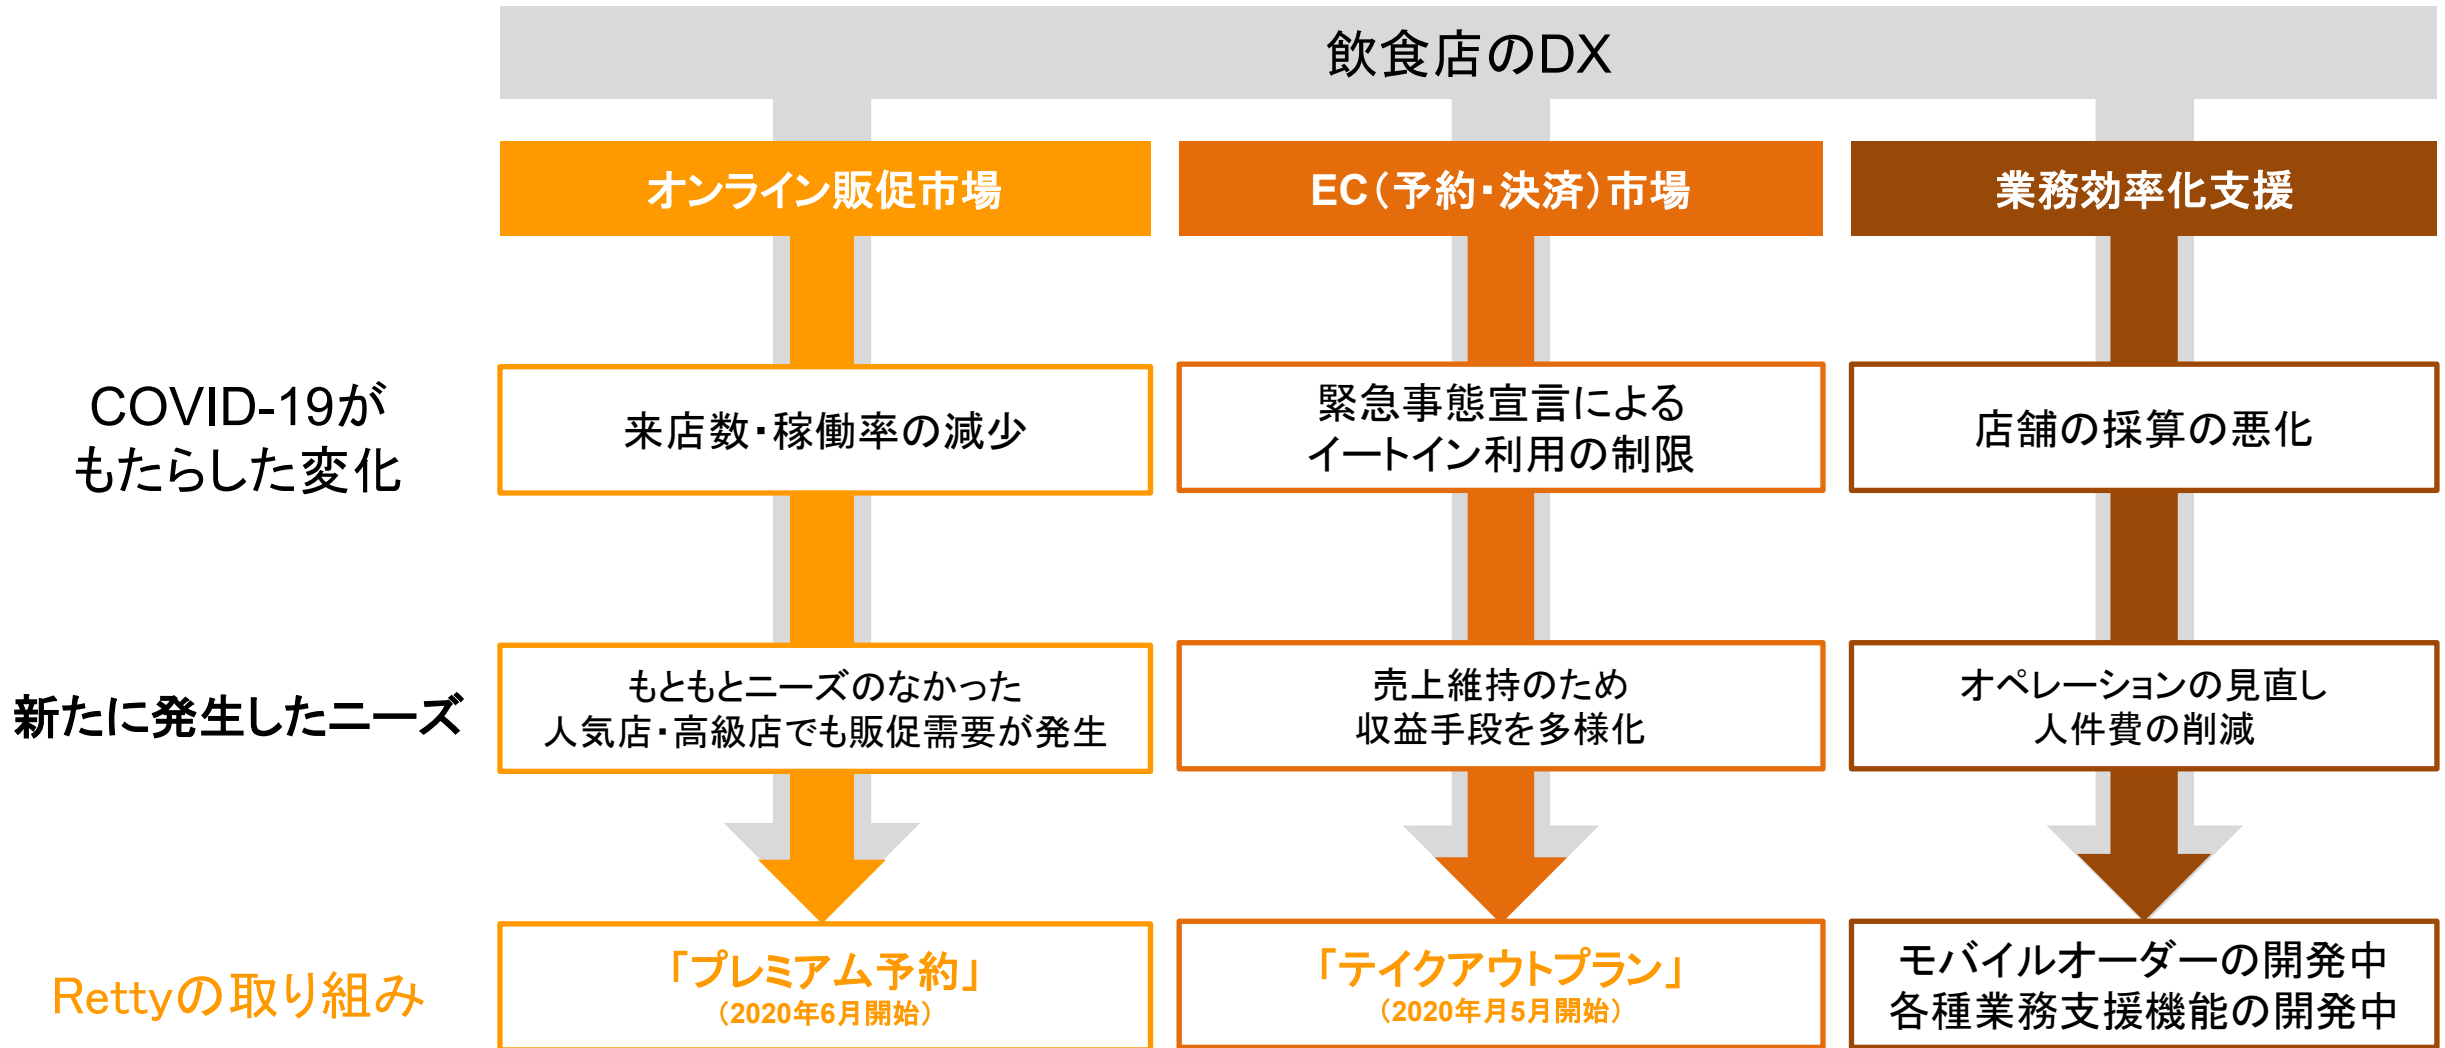 飲食店のDX
オンライン販促市場
EC(予約・決済)市場
業務効率化支援
COVID-19が
もたらした変化
来店数・稼働率の減少
緊急事態宣言による
イートイン利用の制限
店舗の採算の悪化
新たに発生したニーズ
もともとニーズのなかった
人気店・高級店でも販促需要が発生
売上維持のため
収益手段を多様化
オペレーションの見直し
人件費の削減
Rettyの取り組み
「プレミアム予約」
(2020年6月開始)
「テイクアウトプラン」
(2020年月5月開始)
モバイルオーダーの開発中
各種業務支援機能の開発中